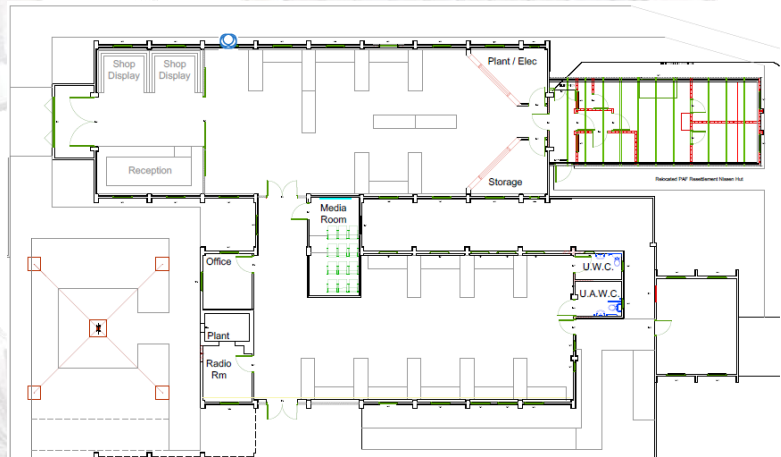 Shop
Display
Shop
Display
Plant / Elec
Reception
Storage
Relocated PAF Resettlement Nissen Hut
Media
Room
Office
U.W.C.
U.A.W.C.
Plant
Radio
Rm